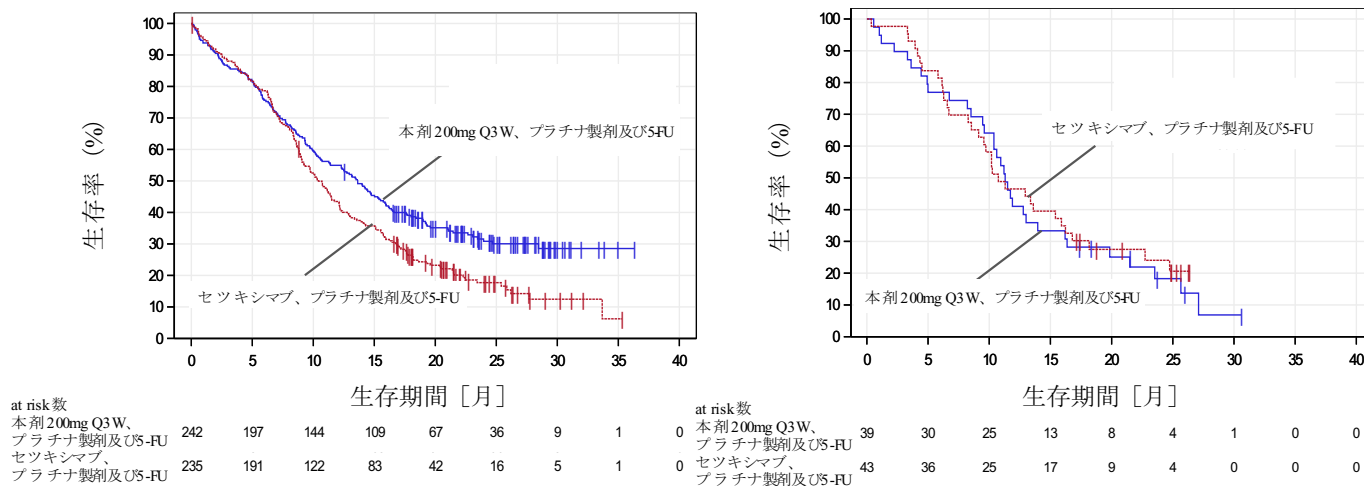 100
90
80
70
60
50
40
30
20
10
0
生存率 (%)
本剤200mg Q3W、プラチナ製剤及び5-FU
セツキシマブ、プラチナ製剤及び5-FU
0 5 10 15 20 25 30 35 40
生存期間 [月]
at risk数
本剤200mg Q3W、
プラチナ製剤及び5-FU
242 197 144 109 67 36 9 1 0
セツキシマブ、
プラチナ製剤及び5-FU
235 191 122 83 42 16 5 1 0
100
90
80
70
60
50
40
30
20
10
0
生存率 (%)
セツキシマブ、プラチナ製剤及び5-FU
本剤200mg Q3W、プラチナ製剤及び5-FU
0 5 10 15 20 25 30 35 40
生存期間 [月]
at risk数
本剤200mg Q3W、
プラチナ製剤及び5-FU
39 30 25 13 8 4 1 0 0
セツキシマブ、
プラチナ製剤及び5-FU
43 36 25 17 9 4 0 0 0